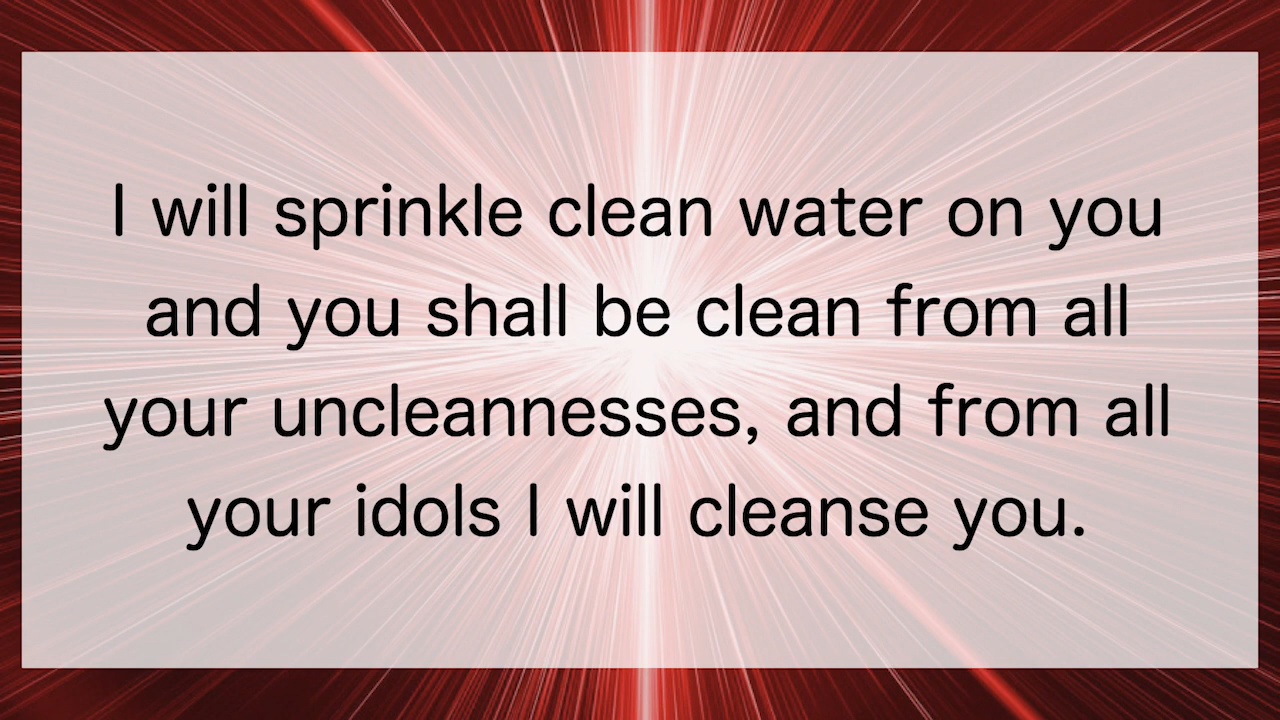 I will sprinkle clean water on you
and you shall be clean from all
your uncleannesses, and from all
your idols I will cleanse you.